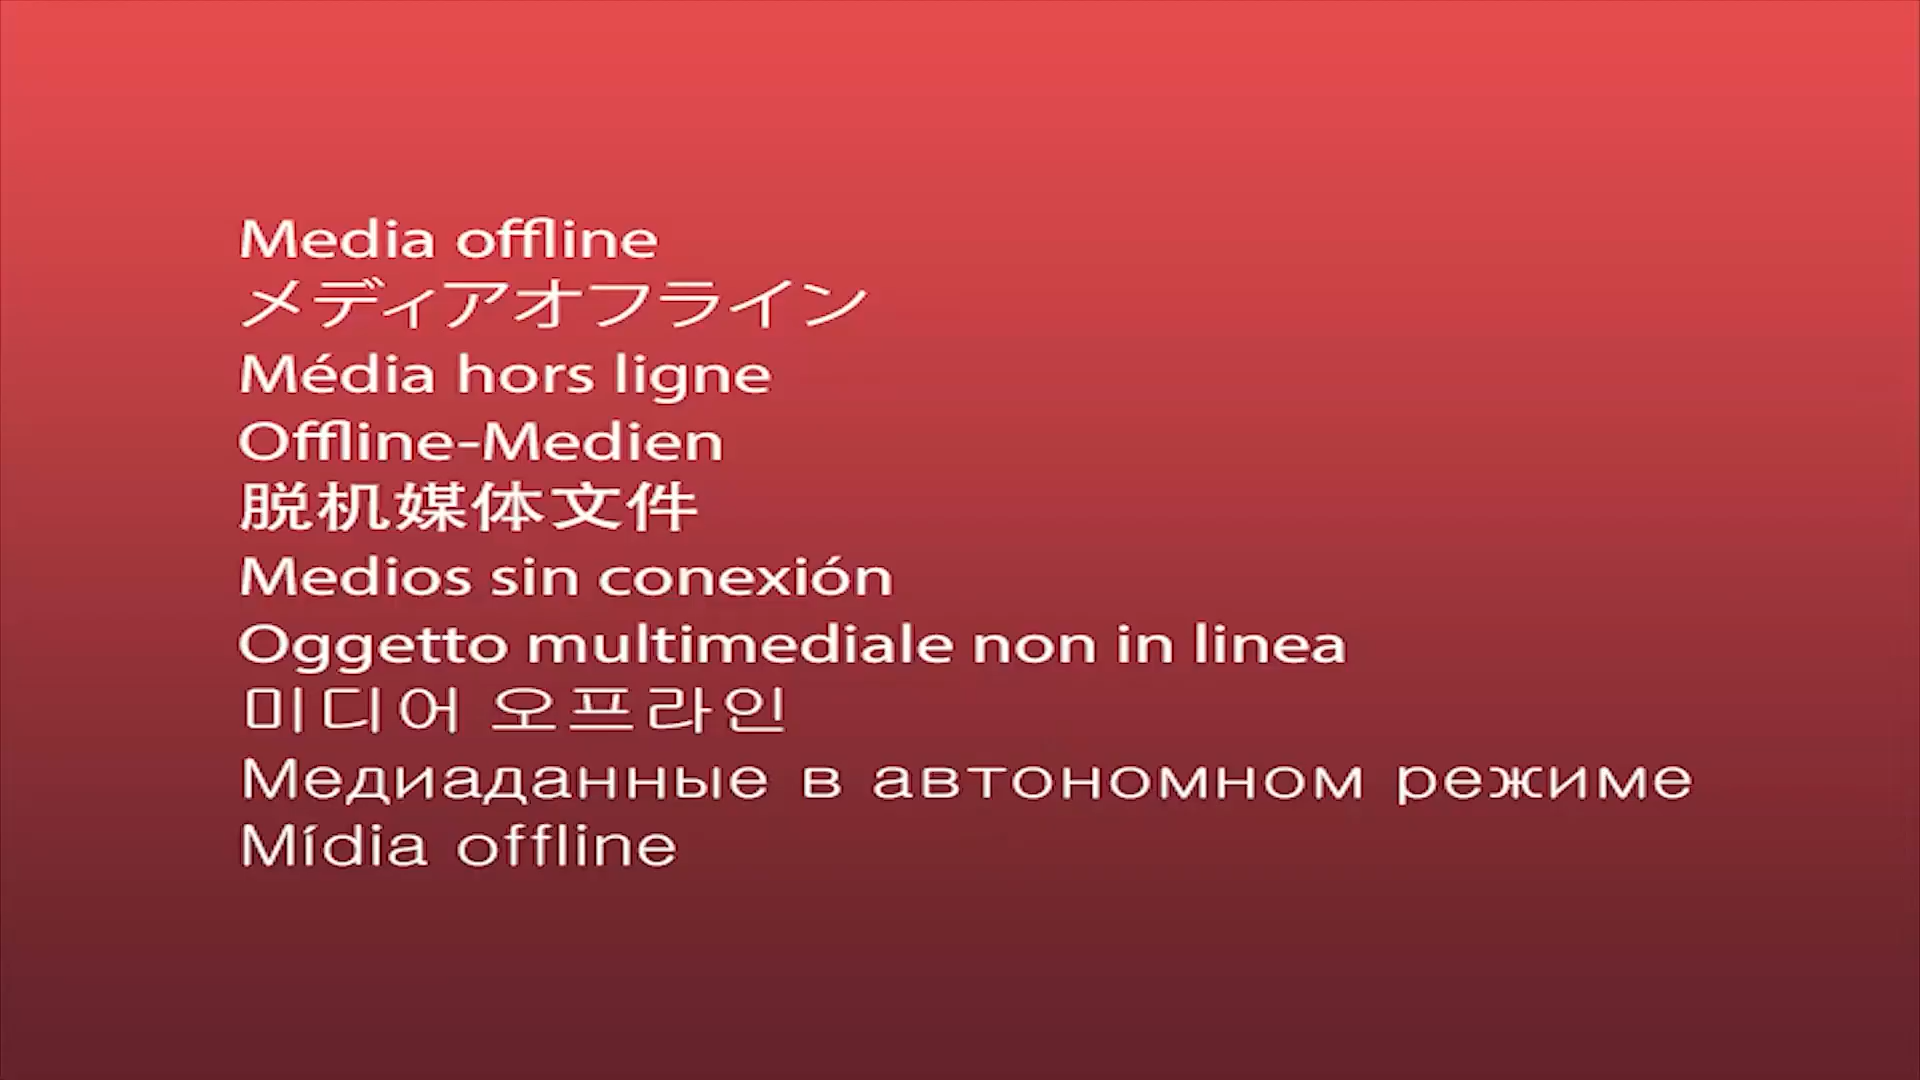 Media offline
メディアオフライン
Média hors ligne
Offline-Medien
脱机媒体文件
Medios sin conexión
Oggetto multimediale non in linea
미디어 오프라인
Медиаданные в автономном режиме
Mídia offline